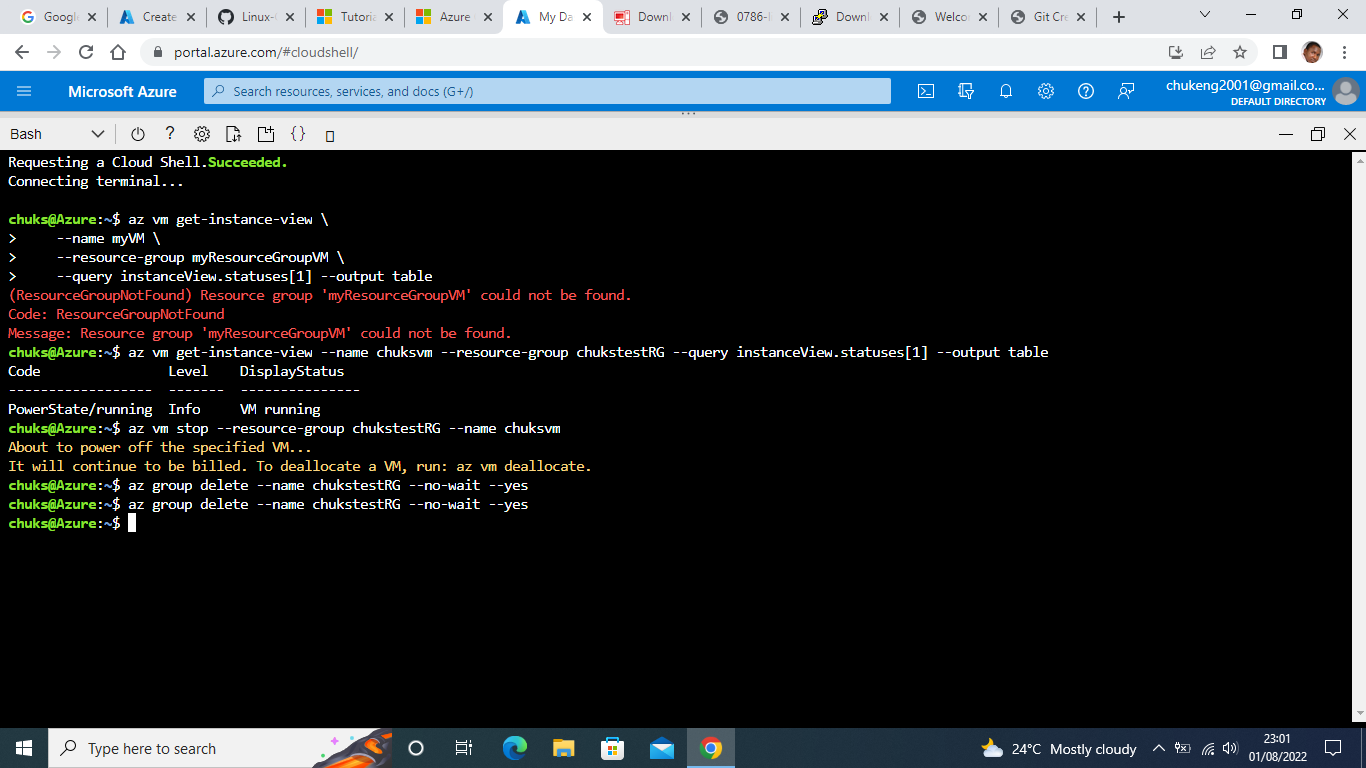 Google
Create
Linux-
Tutoria
Azure
My Da
Downl
0786-
Downl
Welco
Git Cre
portal.azure.com/#cloudshell/
Microsoft Azure
Search resources, services, and docs (G+/)
chukeng2001@gmail.co...
DEFAULT DIRECTORY
Bash
Requesting a Cloud Shell.Succeeded.
Connecting terminal...
chuks@Azure:~$ az vm get-instance-view \
>     --name myVM \
>     --resource-group myResourceGroupVM \
>     --query instanceView.statuses[1] --output table
(ResourceGroupNotFound) Resource group 'myResourceGroupVM' could not be found.
Code: ResourceGroupNotFound
Message: Resource group 'myResourceGroupVM' could not be found.
chuks@Azure:~$ az vm get-instance-view --name chuksvm --resource-group chukstestRG --query instanceView.statuses[1] --output table
Code                Level    DisplayStatus
------------------  -------  ---------------
PowerState/running  Info     VM running
chuks@Azure:~$ az vm stop --resource-group chukstestRG --name chuksvm
About to power off the specified VM...
It will continue to be billed. To deallocate a VM, run: az vm deallocate.
chuks@Azure:~$ az group delete --name chukstestRG --no-wait --yes
chuks@Azure:~$ az group delete --name chukstestRG --no-wait --yes
chuks@Azure:~$
Type here to search
24°C Mostly cloudy
23:01
01/08/2022